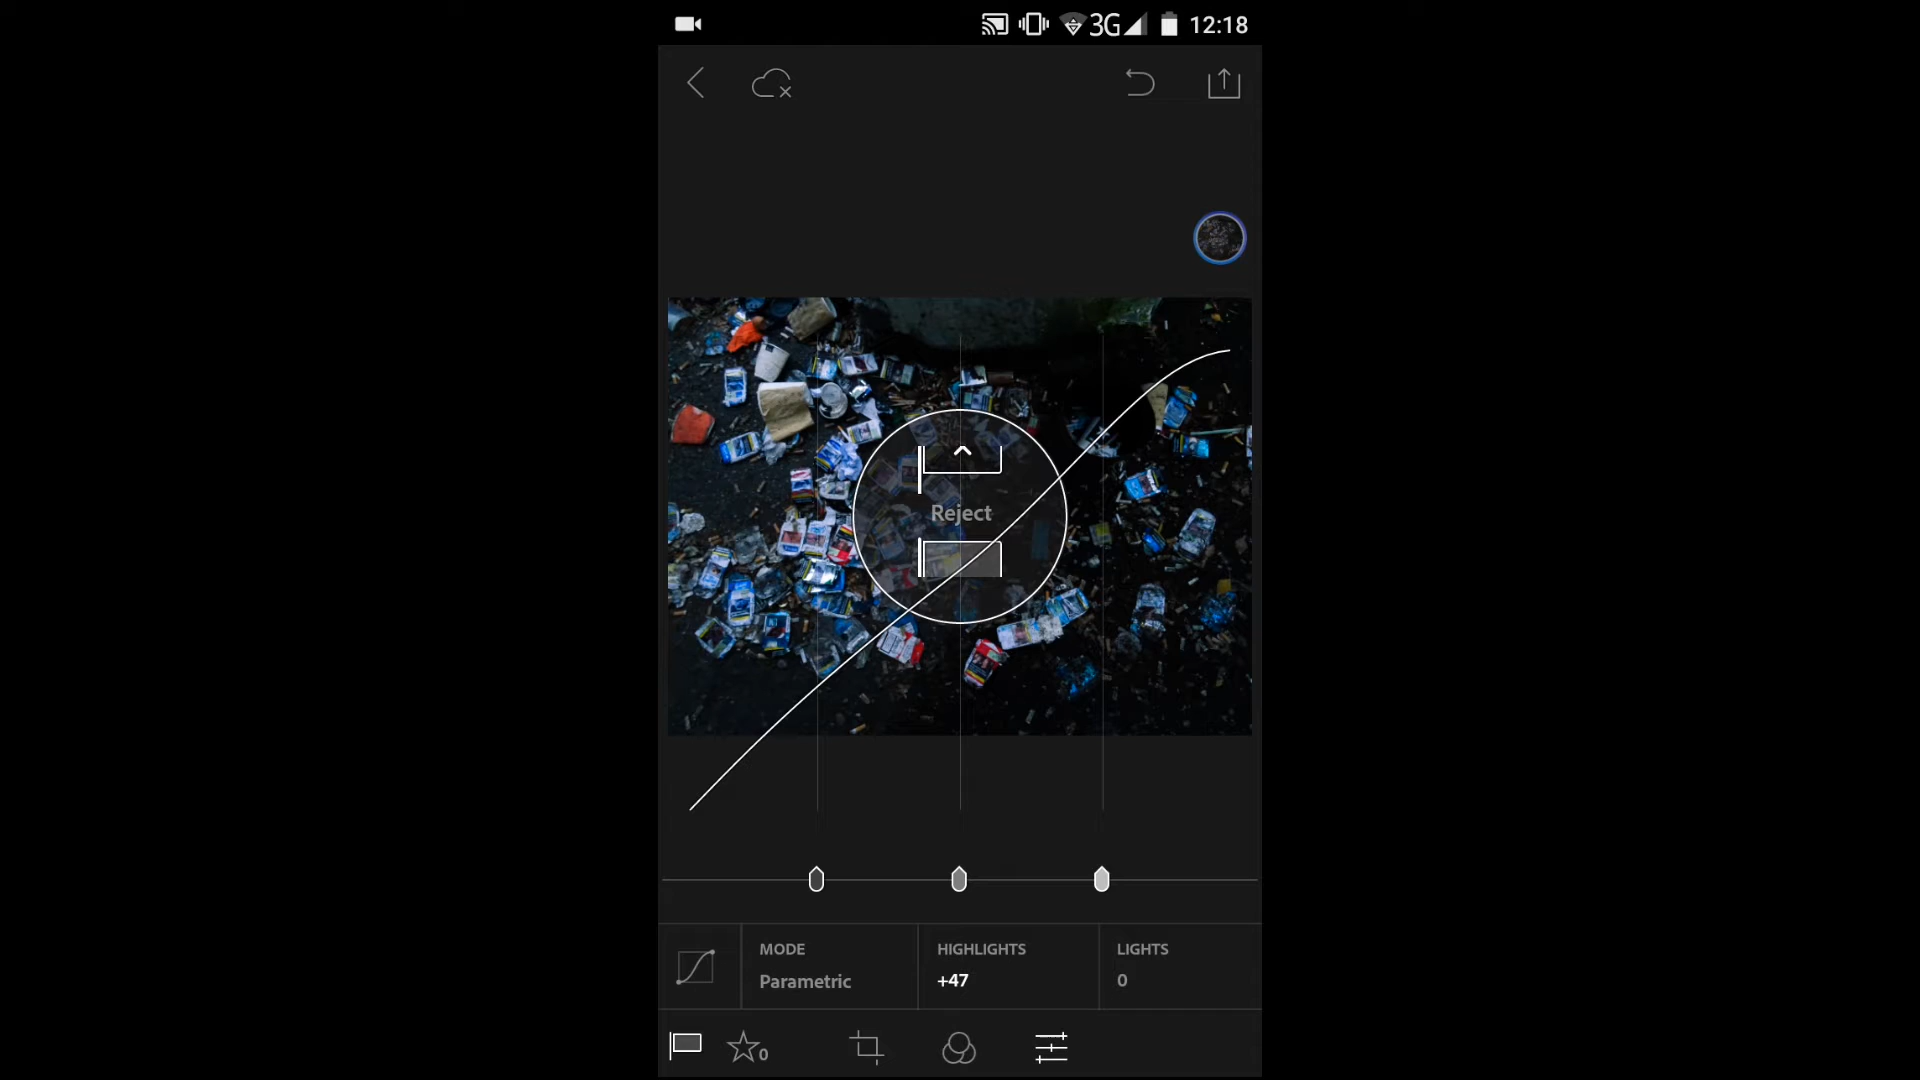 3G 12:18
Reject
MODE HIGHLIGHTS LIGHTS
Parametric +47 0
0